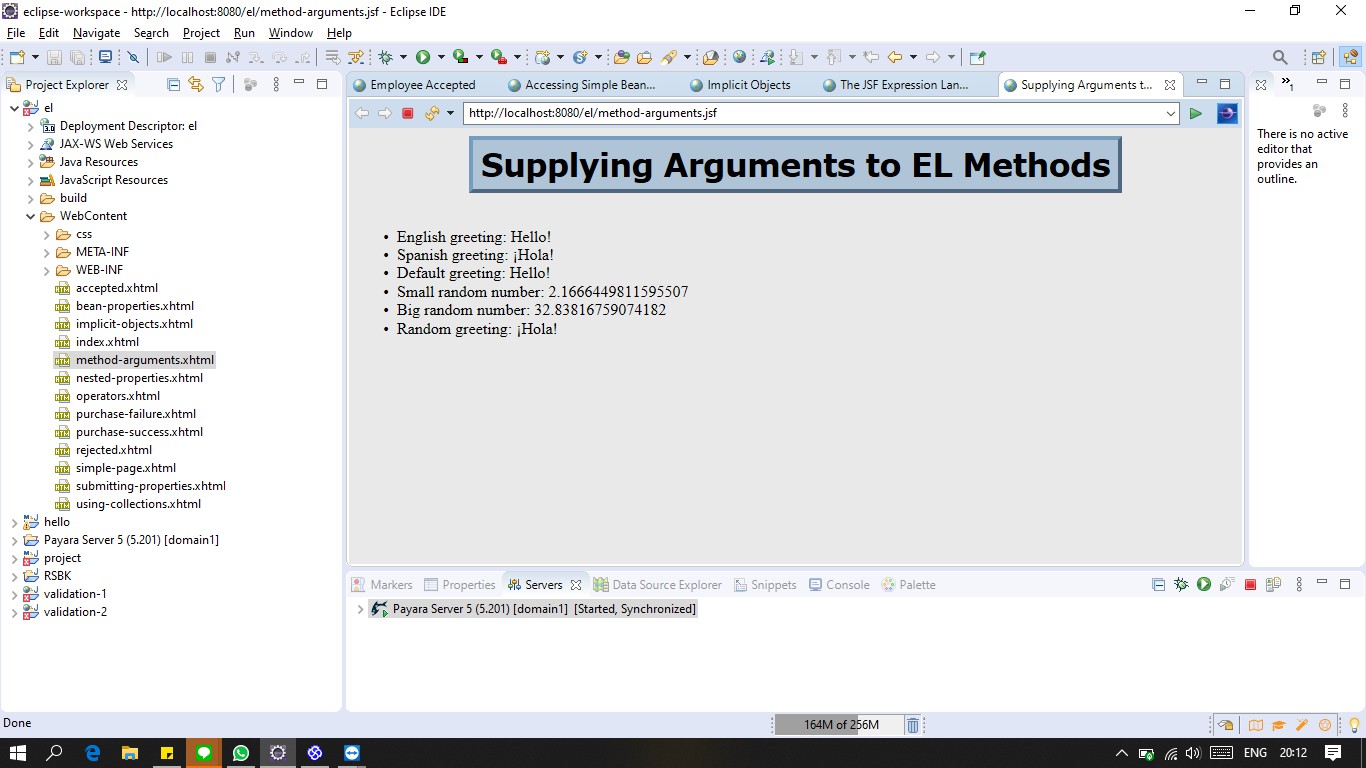 eclipse-workspace - http://localhost:8080/el/method-arguments.jsf - Eclipse IDE
File Edit Navigate Search Project Run Window Help
Project Explorer
el
Deployment Descriptor: el
JAX-WS Web Services
Java Resources
JavaScript Resources
build
WebContent
css
META-INF
WEB-INF
accepted.xhtml
bean-properties.xhtml
implicit-objects.xhtml
index.xhtml
method-arguments.xhtml
nested-properties.xhtml
operators.xhtml
purchase-failure.xhtml
purchase-success.xhtml
rejected.xhtml
simple-page.xhtml
submitting-properties.xhtml
using-collections.xhtml
hello
Payara Server 5 (5.201) [domain1]
project
RSBK
validation-1
validation-2
Employee Accepted Accessing Simple Bean... Implicit Objects The JSF Expression Lan... Supplying Arguments t...
http://localhost:8080/el/method-arguments.jsf
Supplying Arguments to EL Methods
• English greeting: Hello!
• Spanish greeting: ¡Hola!
• Default greeting: Hello!
• Small random number: 2.1666449811595507
• Big random number: 32.83816759074182
• Random greeting: ¡Hola!
»1
There is no active
editor that
provides an
outline.
Markers Properties Servers Data Source Explorer Snippets Console Palette
Payara Server 5 (5.201) [domain1] [Started, Synchronized]
Done
164M of 256M
ENG 20:12